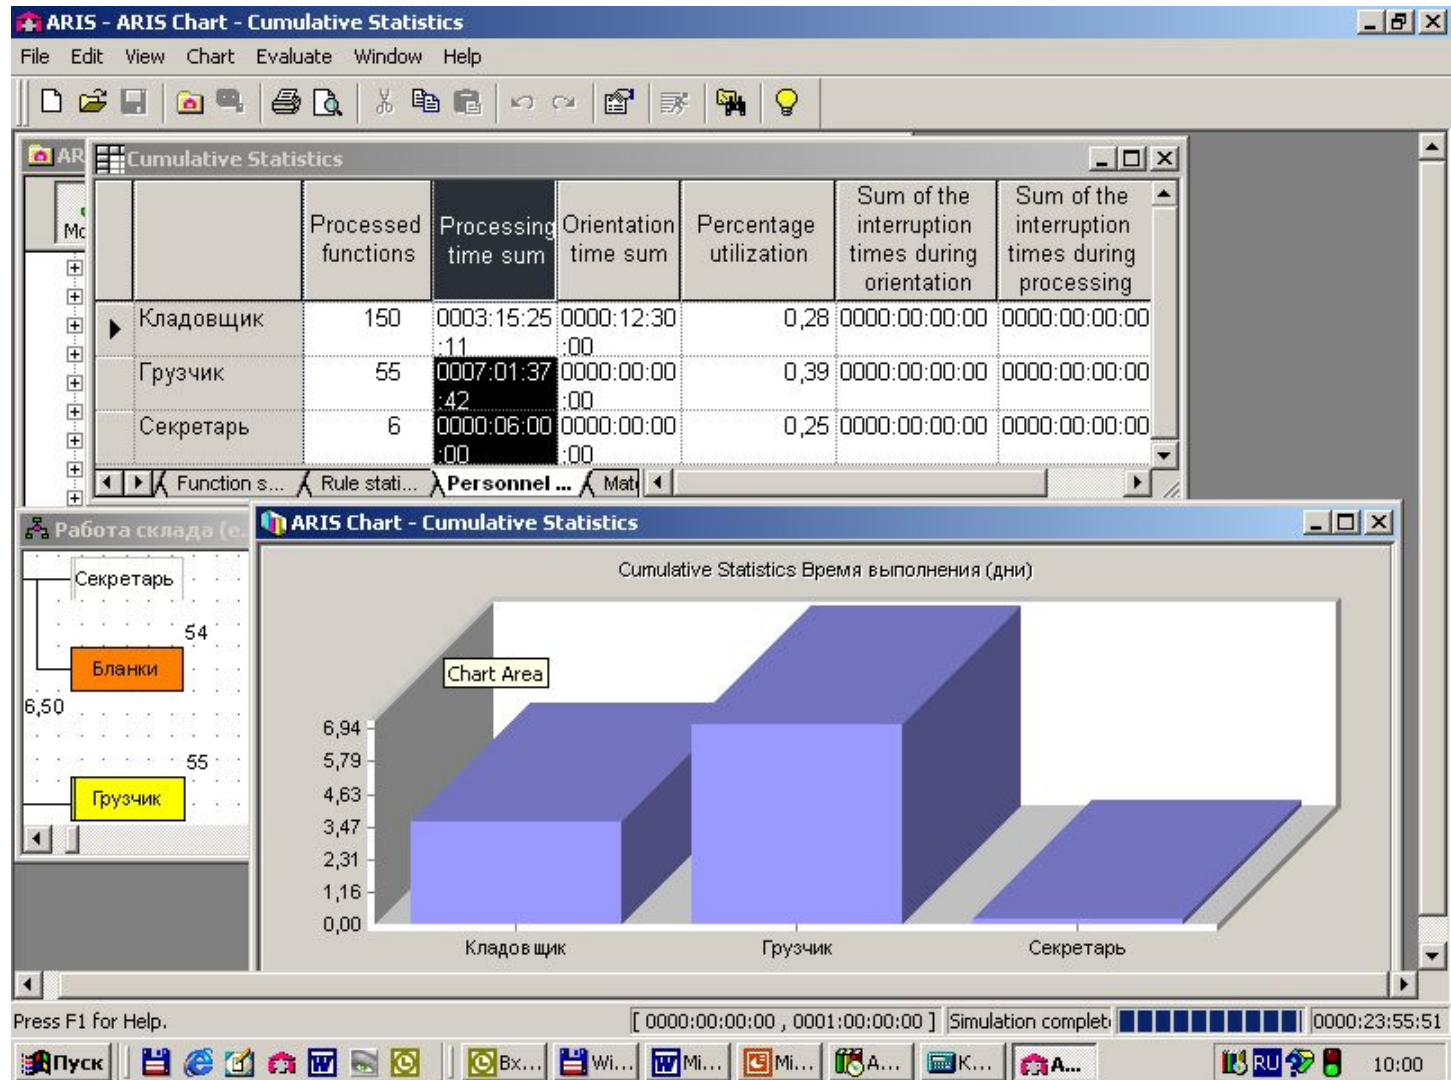 ARIS - ARIS Chart - Cumulative Statistics
File Edit View Chart Evaluate Window Help
AR
Cumulative Statistics
Processed functions
Processing time sum
Orientation time sum
Percentage utilization
Sum of the interruption times during orientation
Sum of the interruption times during processing
Кладовщик 150 0003:15:25:11 0000:12:30:00 0,28 0000:00:00:00 0000:00:00:00
Грузчик 55 0007:01:37:42 0000:00:00:00 0,39 0000:00:00:00 0000:00:00:00
Секретарь 6 0000:06:00:00 0000:00:00:00 0,25 0000:00:00:00 0000:00:00:00
Function s... Rule stati... Personnel ... Mat
Работа склада (е.
Секретарь
54
Бланки
6,50
55
Грузчик
ARIS Chart - Cumulative Statistics
Cumulative Statistics Время выполнения (дни)
Chart Area
6,94
5,79
4,63
3,47
2,31
1,16
0,00
Кладовщик Грузчик Секретарь
Press F1 for Help.
[ 0000:00:00:00 , 0001:00:00:00 ] Simulation complet 0000:23:55:51
Пуск Вх... Wi... Mi... Mi... А... К... A... RU 10:00